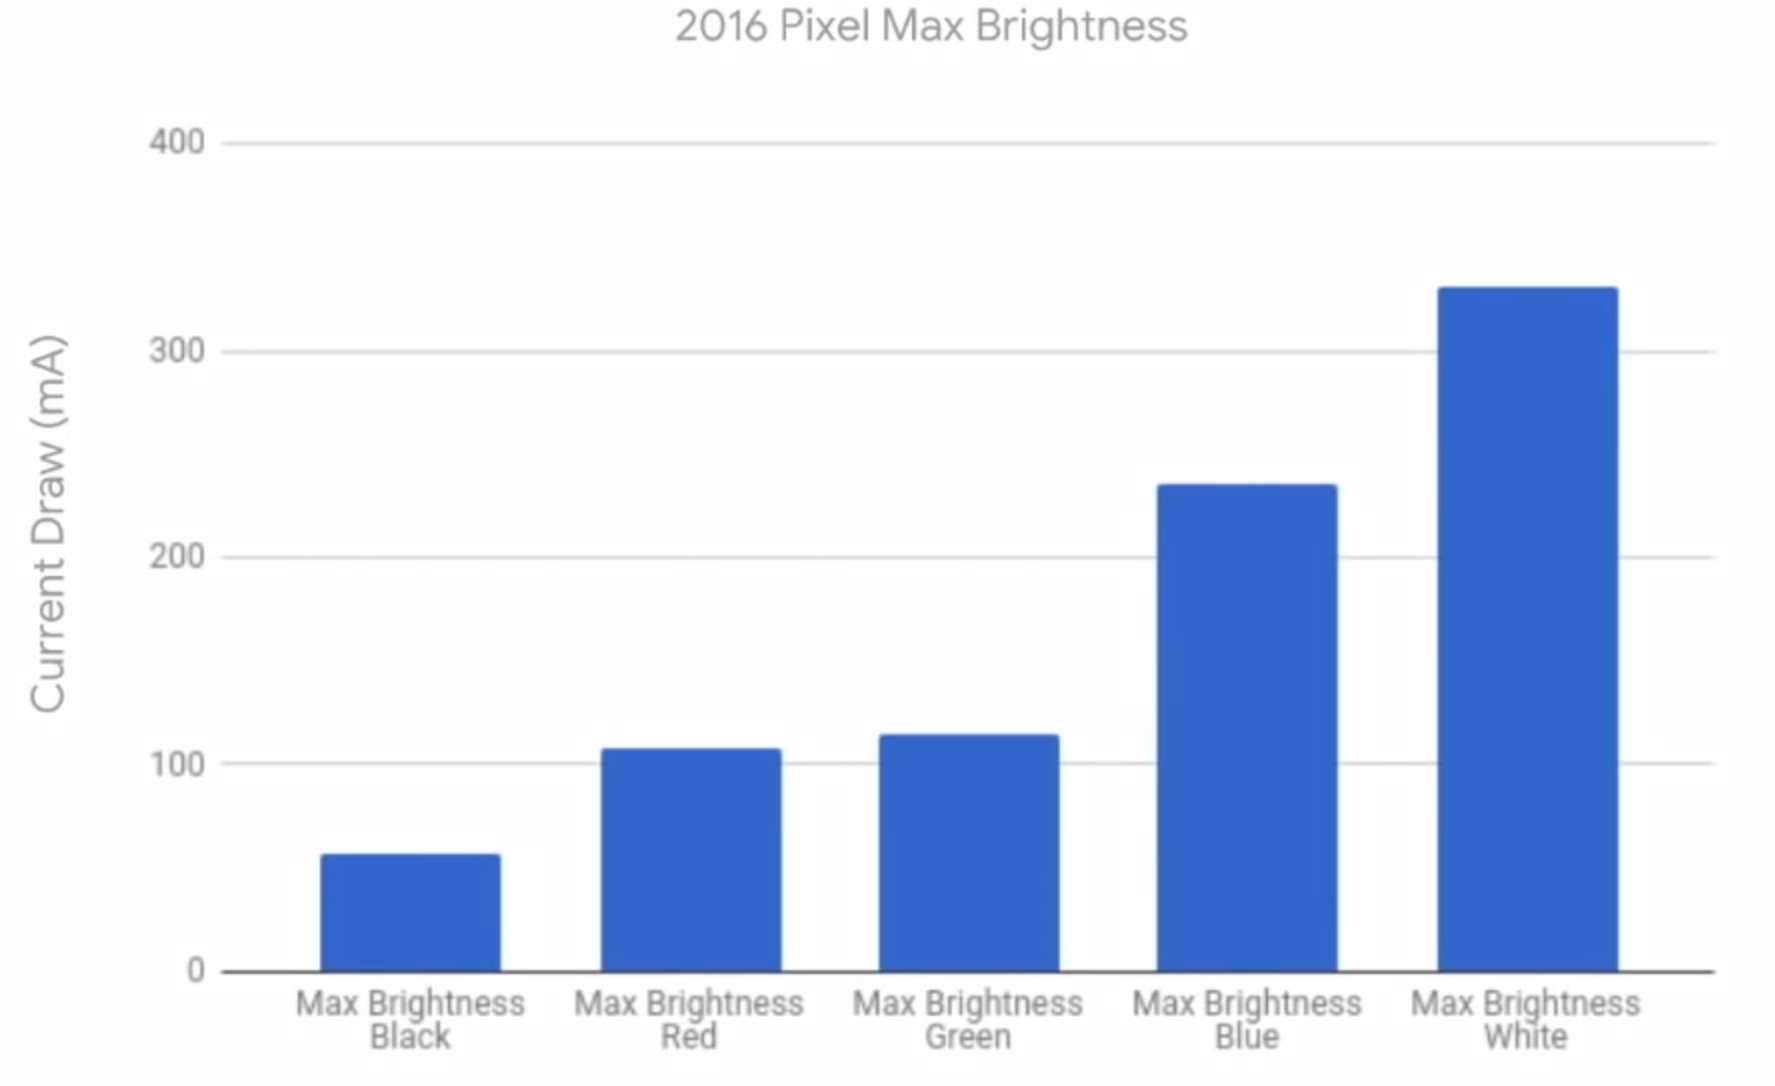 2016 Pixel Max Brightness
Current Draw (mA)
400
300
200
100
0
Max Brightness
Black
Max Brightness
Red
Max Brightness
Green
Max Brightness
Blue
Max Brightness
White